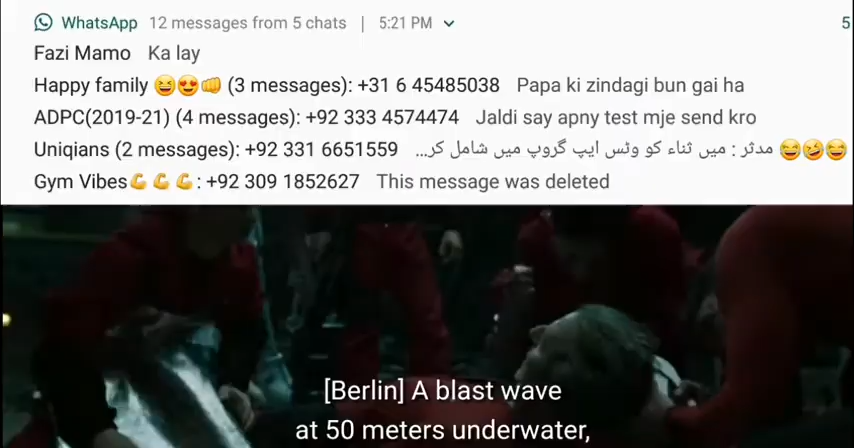 WhatsApp 12 messages from 5 chats | 5:21 PM 5
Fazi Mamo Ka lay
Happy family 😆😍👊 (3 messages): +31 6 45485038 Papa ki zindagi bun gai ha
ADPC(2019-21) (4 messages): +92 333 4574474 Jaldi say apny test mje send kro
Uniqians (2 messages): +92 331 6651559 مدثر : میں ثناء کو وٹس ایپ گروپ میں شامل کر... 😂🤣😂
Gym Vibes💪💪💪: +92 309 1852627 This message was deleted
[Berlin] A blast wave
at 50 meters underwater,